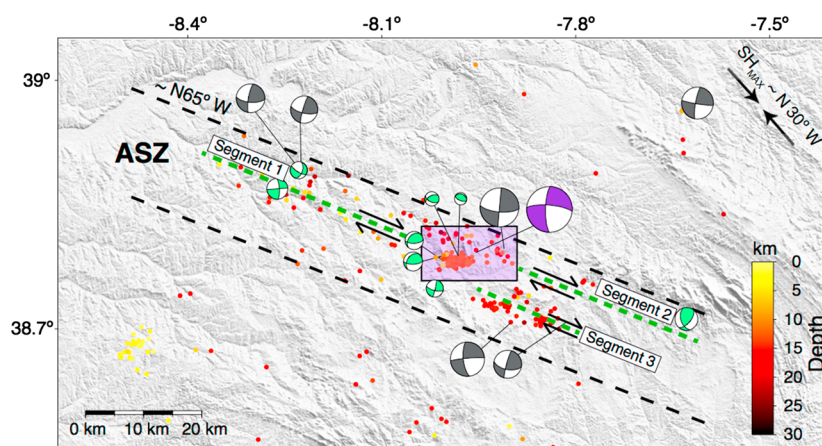 -8.4° -8.1° -7.8° -7.5°
39°
~ N65° W
SH MAX ~ N 30° W
ASZ
Segment 1
Segment 2
Segment 3
38.7°
km
0
5
10
15
20
25
30
Depth
0 km 10 km 20 km